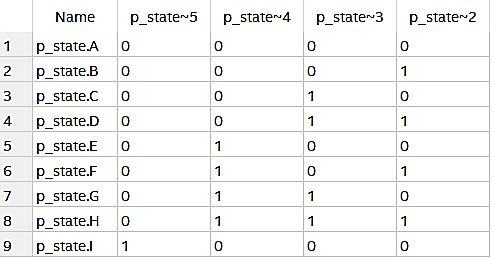 Name p_state~5 p_state~4 p_state~3 p_state~2
1 p_state.A 0 0 0 0
2 p_state.B 0 0 0 1
3 p_state.C 0 0 1 0
4 p_state.D 0 0 1 1
5 p_state.E 0 1 0 0
6 p_state.F 0 1 0 1
7 p_state.G 0 1 1 0
8 p_state.H 0 1 1 1
9 p_state.I 1 0 0 0